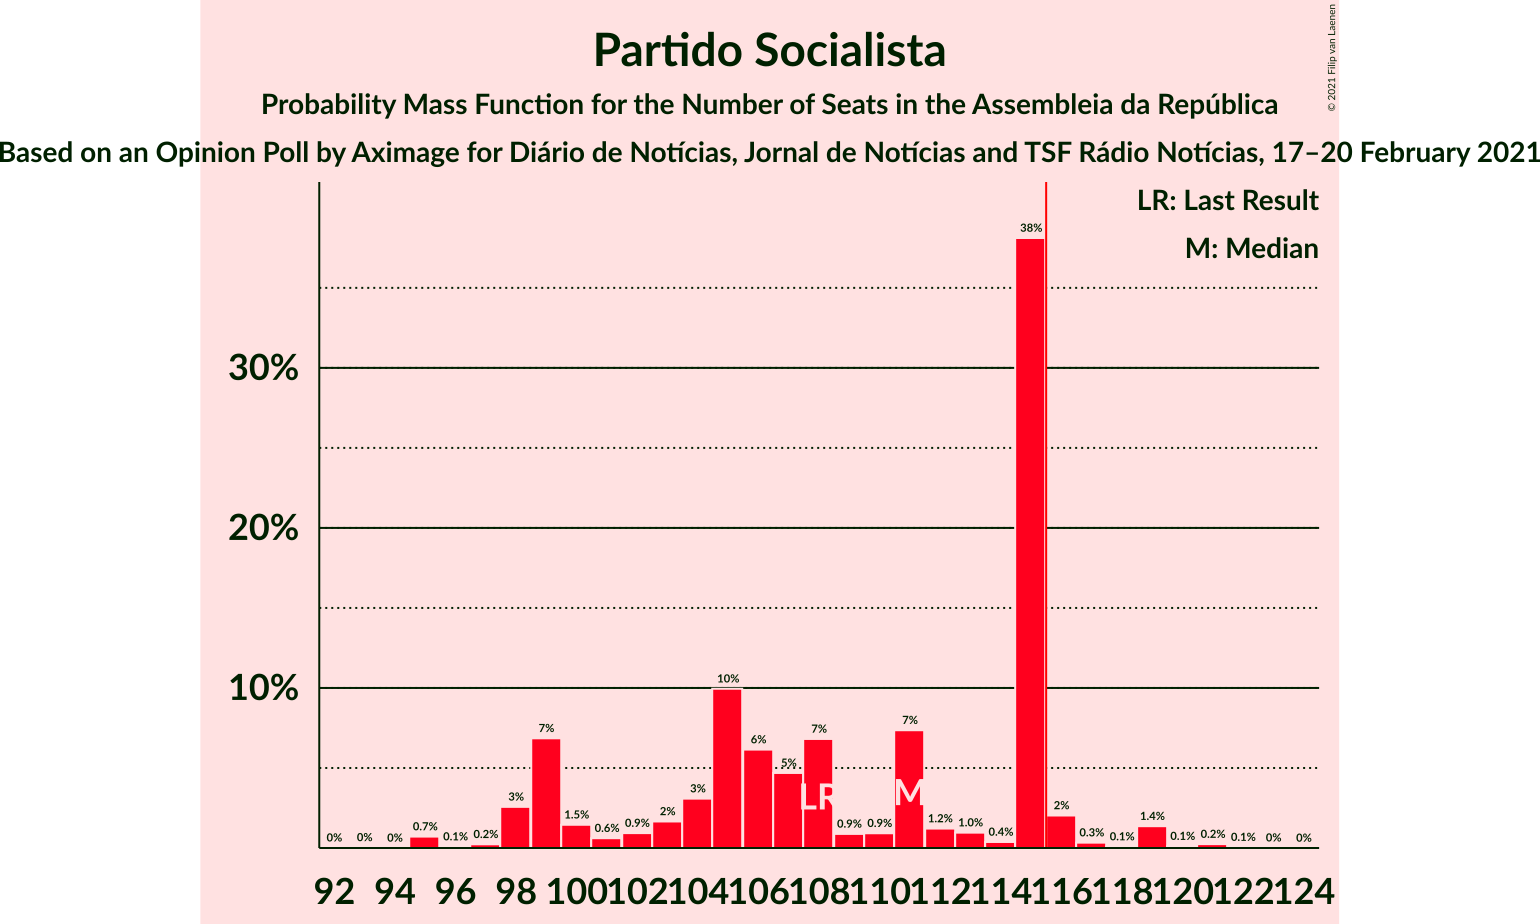 Partido Socialista
Probability Mass Function for the Number of Seats in the Assembleia da República
Based on an Opinion Poll by Aximage for Diário de Notícias, Jornal de Notícias and TSF Rádio Notícias, 17–20 February 2021
© 2021 Filip van Laenen
LR: Last Result
M: Median
30%
20%
10%
0% 0% 0% 0.7% 0.1% 0.2% 3% 7% 1.5% 0.6% 0.9% 2% 3% 10% 6% 5% 7% 0.9% 0.9% 7% 1.2% 1.0% 0.4% 38% 2% 0.3% 0.1% 1.4% 0.1% 0.2% 0.1% 0% 0%
LR M
92 94 96 98 100 102 104 106 108 110 112 114 116 118 120 122 124